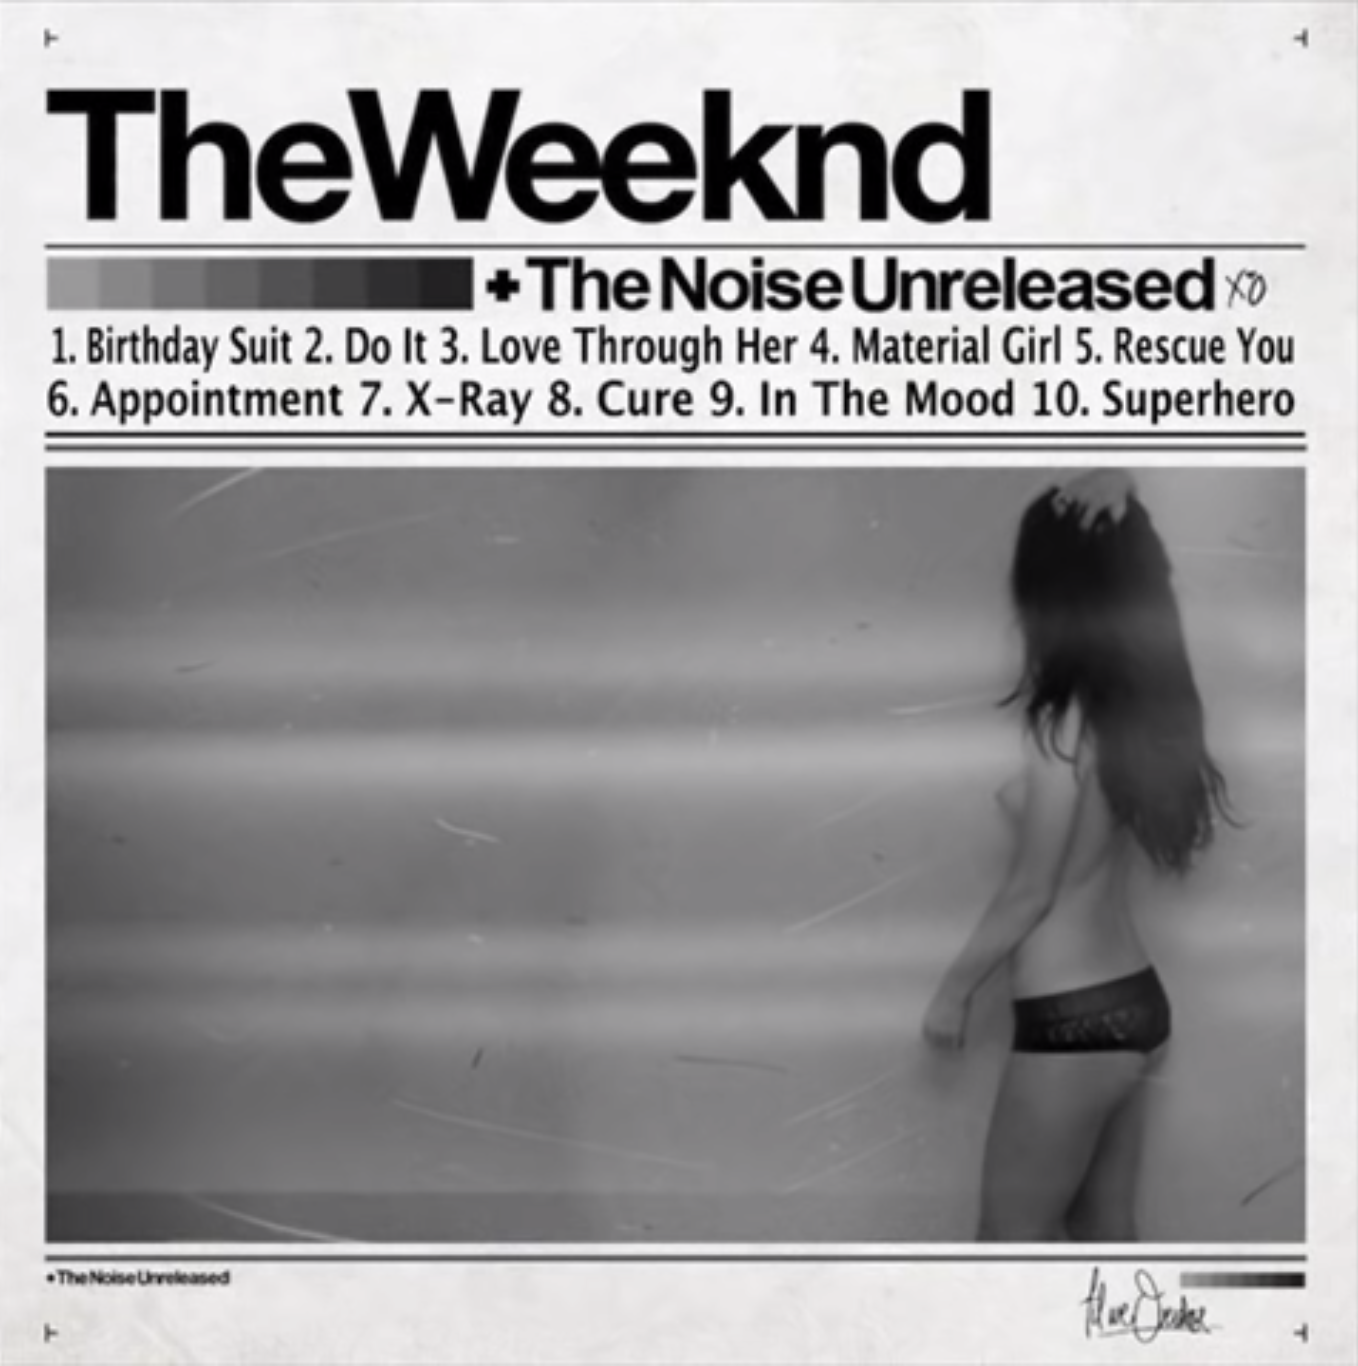 TheWeeknd
+ The Noise Unreleased XO
1. Birthday Suit 2. Do It 3. Love Through Her 4. Material Girl 5. Rescue You
6. Appointment 7. X-Ray 8. Cure 9. In The Mood 10. Superhero
•The Noise Unreleased